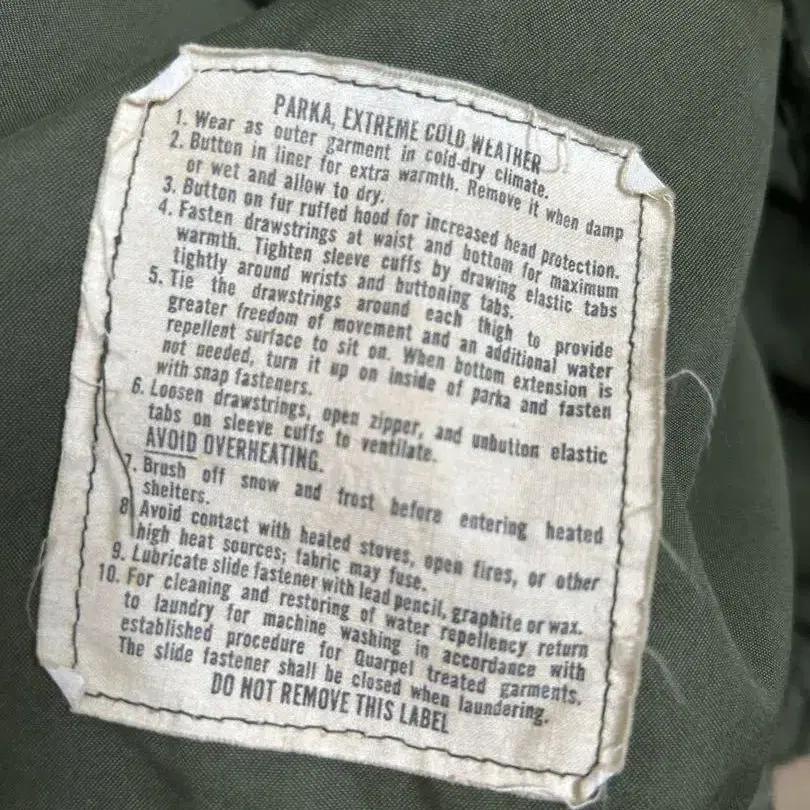 PARKA, EXTREME COLD WEATHER
1. Wear as outer garment in cold-dry climate.
2. Button in liner for extra warmth. Remove it when damp
or wet and allow to dry.
3. Button on fur ruffed hood for increased head protection.
4. Fasten drawstrings at waist and bottom for maximum
warmth. Tighten sleeve cuffs by drawing elastic tabs
tightly around wrists and buttoning tabs.
5. Tie the drawstrings around each thigh to provide
greater freedom of movement and an additional water
repellent surface to sit on. When bottom extension is
not needed, turn it up on inside of parka and fasten
with snap fasteners.
6. Loosen drawstrings, open zipper, and unbutton elastic
tabs on sleeve cuffs to ventilate.
AVOID OVERHEATING.
7. Brush off snow and frost before entering heated
shelters.
8. Avoid contact with heated stoves, open fires, or other
high heat sources; fabric may fuse.
9. Lubricate slide fastener with lead pencil, graphite or wax.
10. For cleaning and restoring of water repellency return
to laundry for machine washing in accordance with
established procedure for Quarpel treated garments.
The slide fastener shall be closed when laundering.
DO NOT REMOVE THIS LABEL